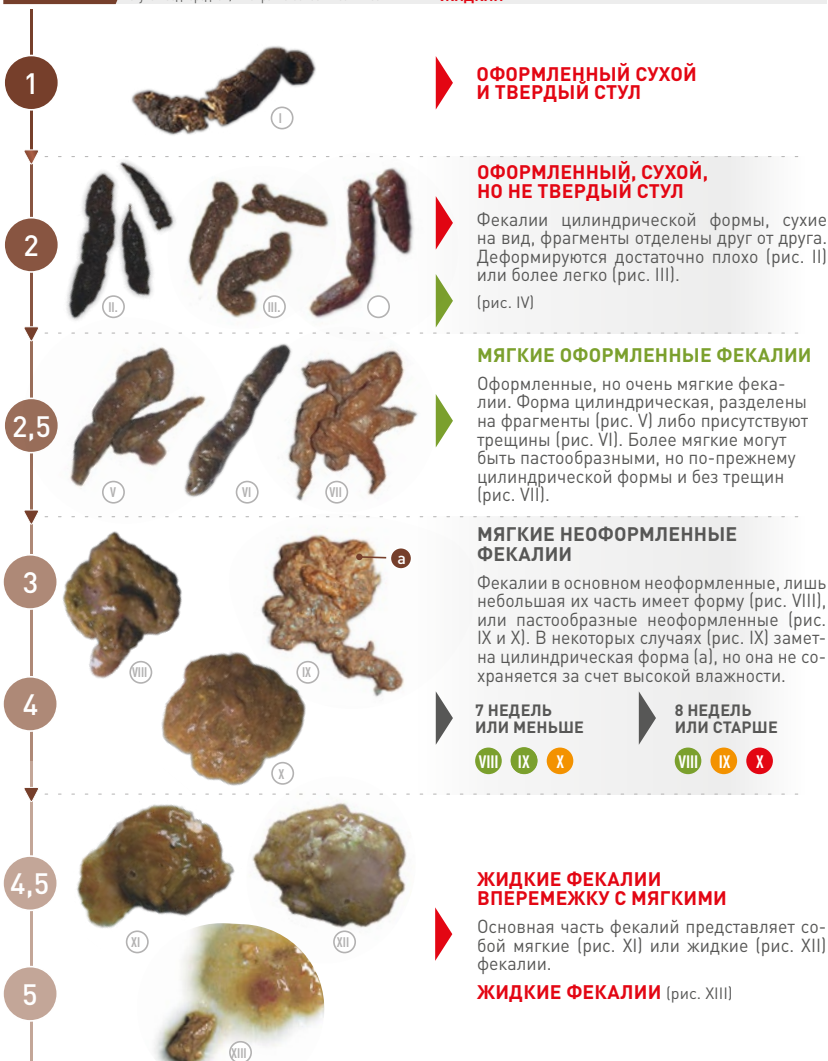 ЖИДКИЙ
1
I
ОФОРМЛЕННЫЙ СУХОЙ
И ТВЕРДЫЙ СТУЛ
2
II.
III.
ОФОРМЛЕННЫЙ, СУХОЙ,
НО НЕ ТВЕРДЫЙ СТУЛ
Фекалии цилиндрической формы, сухие
на вид, фрагменты отделены друг от друга.
Деформируются достаточно плохо (рис. II)
или более легко (рис. III).
(рис. IV)
2,5
V
VI
VII
МЯГКИЕ ОФОРМЛЕННЫЕ ФЕКАЛИИ
Оформленные, но очень мягкие фека-
лии. Форма цилиндрическая, разделены
на фрагменты (рис. V) либо присутствуют
трещины (рис. VI). Более мягкие могут
быть пастообразными, но по-прежнему
цилиндрической формы и без трещин
(рис. VII).
3
4
a
VIII
IX
X
МЯГКИЕ НЕОФОРМЛЕННЫЕ
ФЕКАЛИИ
Фекалии в основном неоформленные, лишь
небольшая их часть имеет форму (рис. VIII),
или пастообразные неоформленные (рис.
IX и X). В некоторых случаях (рис. IX) замет-
на цилиндрическая форма (а), но она не со-
храняется за счет высокой влажности.
7 НЕДЕЛЬ
ИЛИ МЕНЬШЕ
VIII IX X
8 НЕДЕЛЬ
ИЛИ СТАРШЕ
VIII IX X
4,5
5
XI
XII
XIII
ЖИДКИЕ ФЕКАЛИИ
ВПЕРЕМЕЖКУ С МЯГКИМИ
Основная часть фекалий представляет со-
бой мягкие (рис. XI) или жидкие (рис. XII)
фекалии.
ЖИДКИЕ ФЕКАЛИИ (рис. XIII)